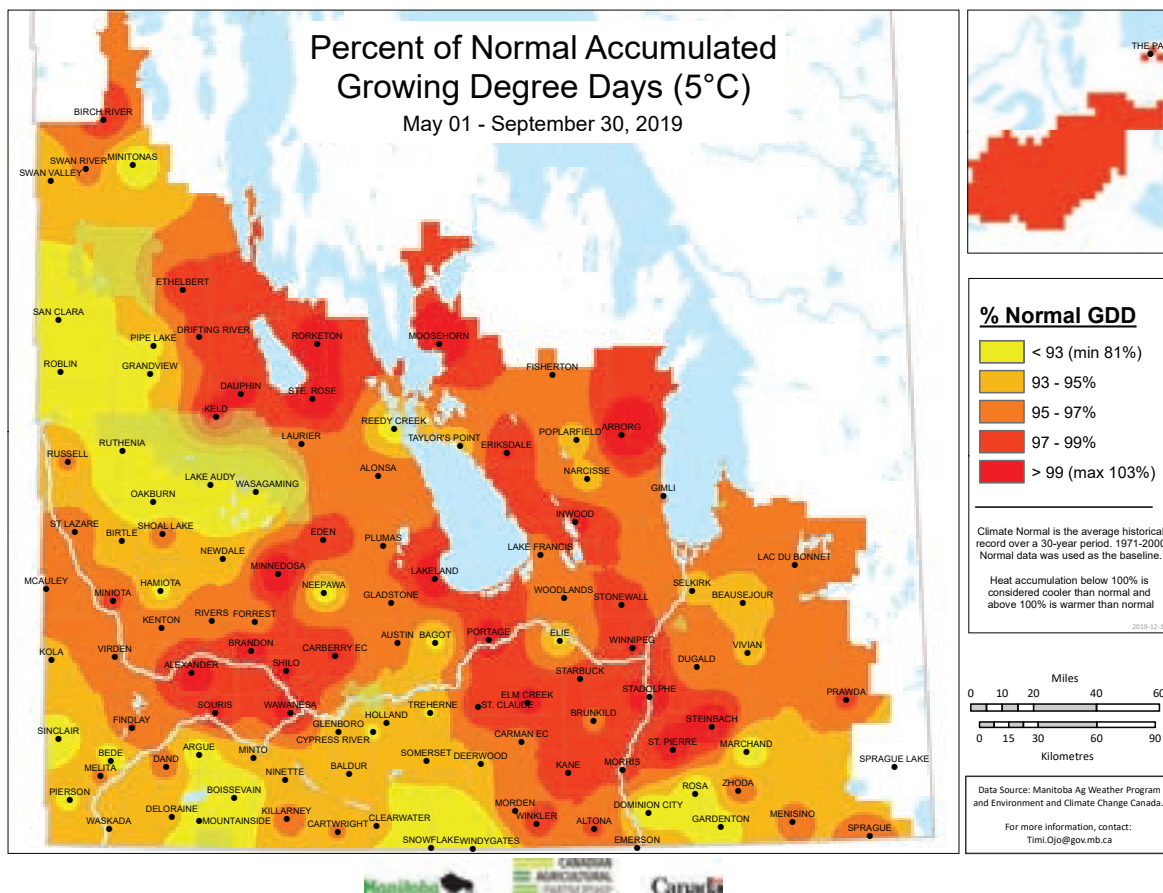 Percent of Normal Accumulated
Growing Degree Days (5°C)
May 01 - September 30, 2019
THE PA
BIRCH RIVER
SWAN RIVER
MINITONAS
SWAN VALLEY
ETHELBERT
SAN CLARA
DRIFTING RIVER
PIPE LAKE
RORKETON
MOOSEHORN
ROBLIN
GRANDVIEW
FISHERTON
DAUPHIN
STE. ROSE
KELD
REEDY CREEK
LAURIER
TAYLOR'S POINT
POPLARFIELD
ARBORG
ERIKSDALE
RUTHENIA
RUSSELL
ALONSA
NARCISSE
LAKE AUDY
WASAGAMING
GIMLI
OAKBURN
INWOOD
ST LAZARE
BIRTLE
SHOAL LAKE
EDEN
PLUMAS
LAKE FRANCIS
LAC DU BONNET
NEWDALE
MINNEDOSA
LAKELAND
MCAULEY
HAMIOTA
NEEPAWA
SELKIRK
MINIOTA
GLADSTONE
WOODLANDS
STONEWALL
BEAUSEJOUR
KENTON
RIVERS
FORREST
AUSTIN
BAGOT
PORTAGE
ELIE
WINNIPEG
BRANDON
CARBERRY EC
VIVIAN
KOLA
VIRDEN
ALEXANDER
SHILO
STARBUCK
DUGALD
ELM CREEK
STADOLPHE
PRAWDA
SOURIS
WAWANESA
TREHERNE
ST. CLAUDE
BRUNKILD
FINDLAY
GLENBORO
HOLLAND
STEINBACH
SINCLAIR
CYPRESS RIVER
CARMAN EC
ST. PIERRE
BEDE
ARGUE
MINTO
SOMERSET
DEERWOOD
MARCHAND
MELITA
DAND
NINETTE
BALDUR
KANE
MORRIS
SPRAGUE LAKE
PIERSON
BOISSEVAIN
ROSA
ZHODA
DELORAINE
MOUNTAINSIDE
KILLARNEY
MORDEN
DOMINION CITY
WASKADA
CARTWRIGHT
CLEARWATER
WINKLER
ALTONA
GARDENTON
MENISINO
SPRAGUE
SNOWFLAKE
WINDYGATES
EMERSON
% Normal GDD
< 93 (min 81%)
93 - 95%
95 - 97%
97 - 99%
> 99 (max 103%)
Climate Normal is the average historical
record over a 30-year period. 1971-2000
Normal data was used as the baseline.
Heat accumulation below 100% is
considered cooler than normal and
above 100% is warmer than normal
2019-12-1
Miles
0 10 20 40 60
0 15 30 60 90
Kilometres
Data Source: Manitoba Ag Weather Program
and Environment and Climate Change Canada.
For more information, contact:
Timi.Ojo@gov.mb.ca
Manitoba
CANADIAN
AGRICULTURAL
PARTNERSHIP
Canada